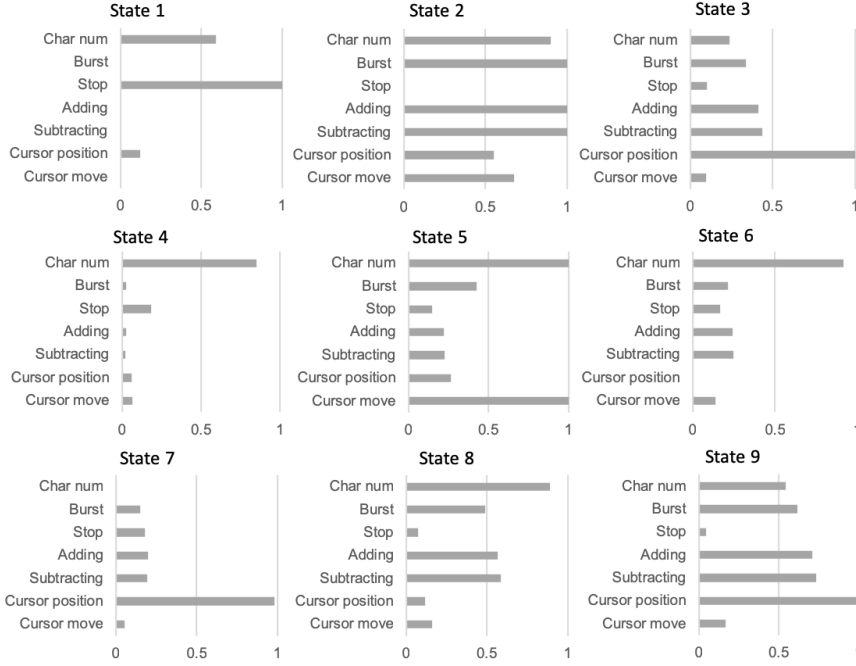 State 1
Char num
Burst
Stop
Adding
Subtracting
Cursor position
Cursor move
0 0.5 1
State 2
Char num
Burst
Stop
Adding
Subtracting
Cursor position
Cursor move
0 0.5 1
State 3
Char num
Burst
Stop
Adding
Subtracting
Cursor position
Cursor move
0 0.5 1
State 4
Char num
Burst
Stop
Adding
Subtracting
Cursor position
Cursor move
0 0.5 1
State 5
Char num
Burst
Stop
Adding
Subtracting
Cursor position
Cursor move
0 0.5 1
State 6
Char num
Burst
Stop
Adding
Subtracting
Cursor position
Cursor move
0 0.5
State 7
Char num
Burst
Stop
Adding
Subtracting
Cursor position
Cursor move
0 0.5 1
State 8
Char num
Burst
Stop
Adding
Subtracting
Cursor position
Cursor move
0 0.5 1
State 9
Char num
Burst
Stop
Adding
Subtracting
Cursor position
Cursor move
0 0.5